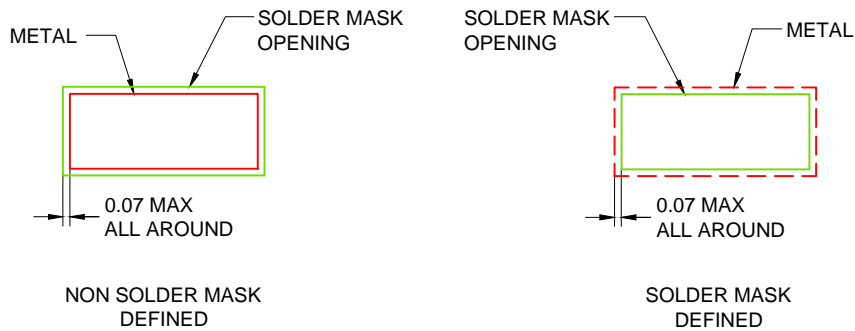 METAL
SOLDER MASK
OPENING
0.07 MAX
ALL AROUND
NON SOLDER MASK
DEFINED
SOLDER MASK
OPENING
METAL
0.07 MAX
ALL AROUND
SOLDER MASK
DEFINED